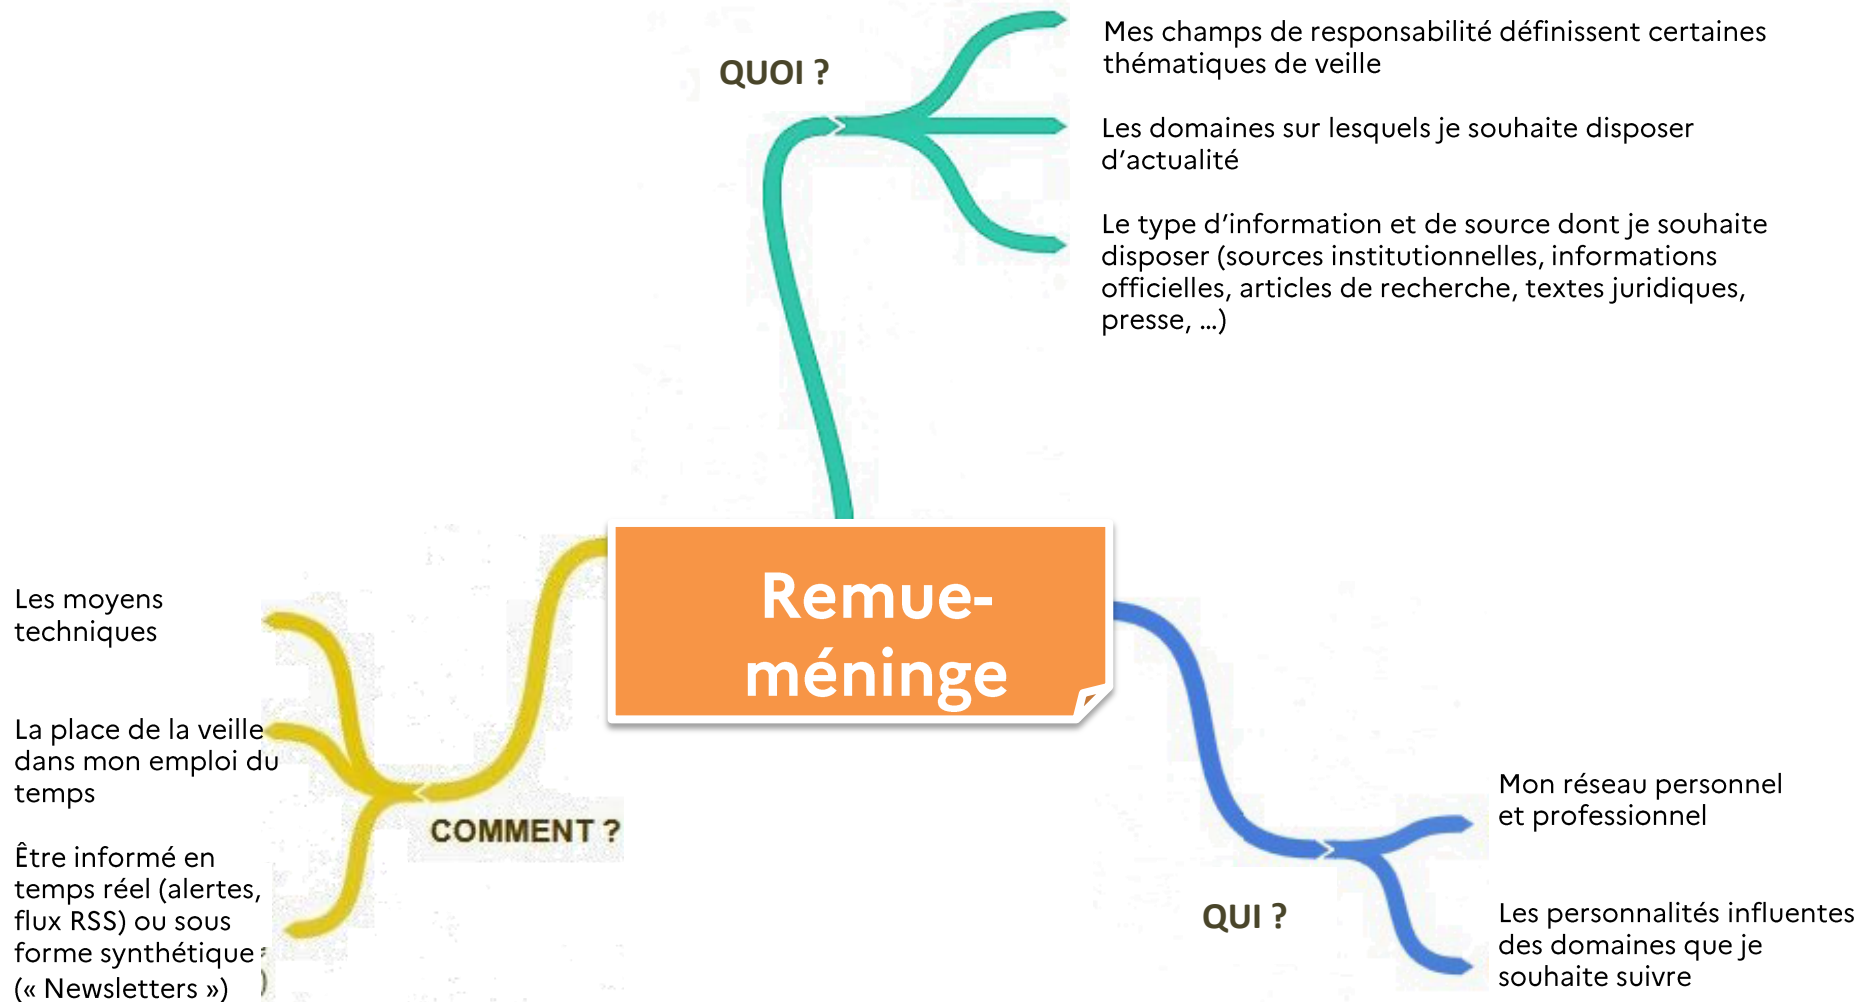 QUOI ?
Mes champs de responsabilité définissent certaines
thématiques de veille
Les domaines sur lesquels je souhaite disposer
d’actualité
Le type d’information et de source dont je souhaite
disposer (sources institutionnelles, informations
officielles, articles de recherche, textes juridiques,
presse, …)
Remue-
méninge
Les moyens
techniques
La place de la veille
dans mon emploi du
temps
COMMENT ?
Être informé en
temps réel (alertes,
flux RSS) ou sous
forme synthétique
(« Newsletters »)
QUI ?
Mon réseau personnel
et professionnel
Les personnalités influentes
des domaines que je
souhaite suivre